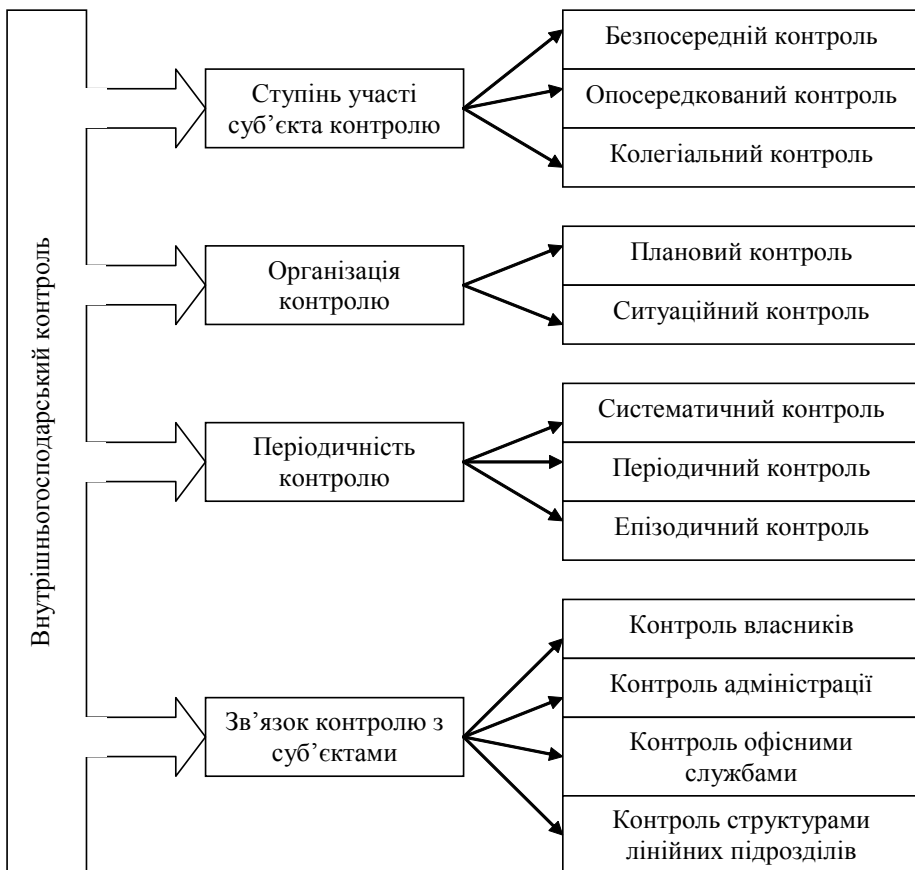 Внутрішньогосподарський контроль
Ступінь участі
суб’єкта контролю
Безпосередній контроль
Опосередкований контроль
Колегіальний контроль
Організація
контролю
Плановий контроль
Ситуаційний контроль
Періодичність
контролю
Систематичний контроль
Періодичний контроль
Епізодичний контроль
Зв’язок контролю з
суб’єктами
Контроль власників
Контроль адміністрації
Контроль офісними
службами
Контроль структурами
лінійних підрозділів